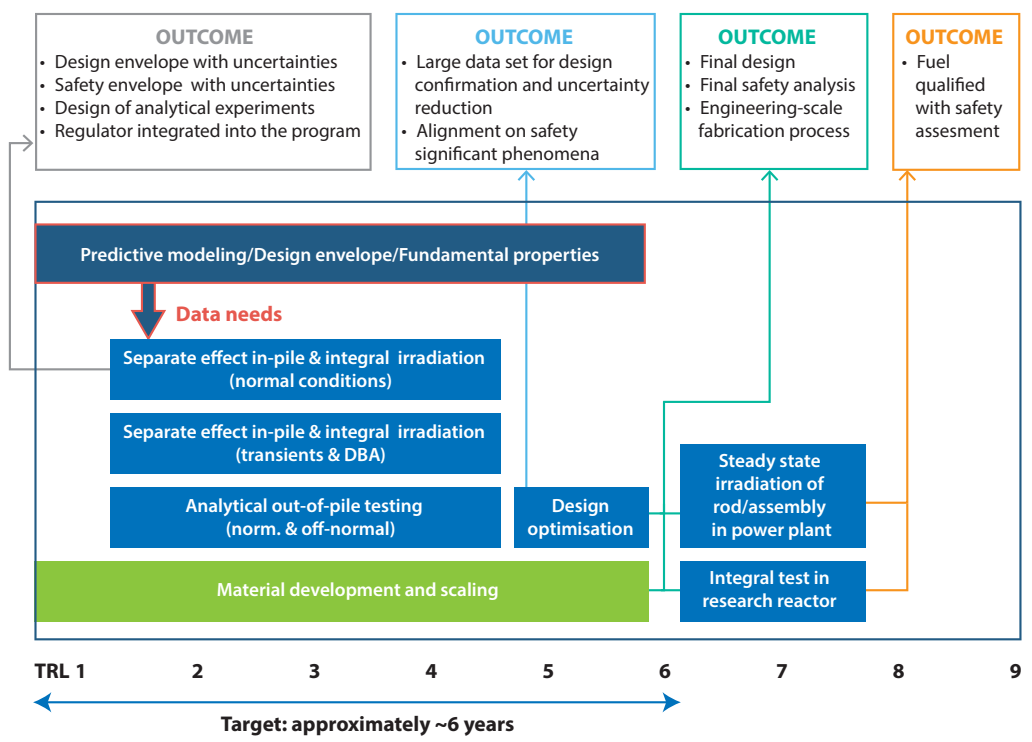 OUTCOME
• Design envelope with uncertainties
• Safety envelope with uncertainties
• Design of analytical experiments
• Regulator integrated into the program
OUTCOME
• Large data set for design
confirmation and uncertainty
reduction
• Alignment on safety
significant phenomena
OUTCOME
• Final design
• Final safety analysis
• Engineering-scale
fabrication process
OUTCOME
• Fuel
qualified
with safety
assesment
Predictive modeling/Design envelope/Fundamental properties
Data needs
Separate effect in-pile & integral irradiation
(normal conditions)
Separate effect in-pile & integral irradiation
(transients & DBA)
Analytical out-of-pile testing
(norm. & off-normal)
Design
optimisation
Steady state
irradiation of
rod/assembly
in power plant
Material development and scaling
Integral test in
research reactor
TRL 1 2 3 4 5 6 7 8 9
Target: approximately ~6 years